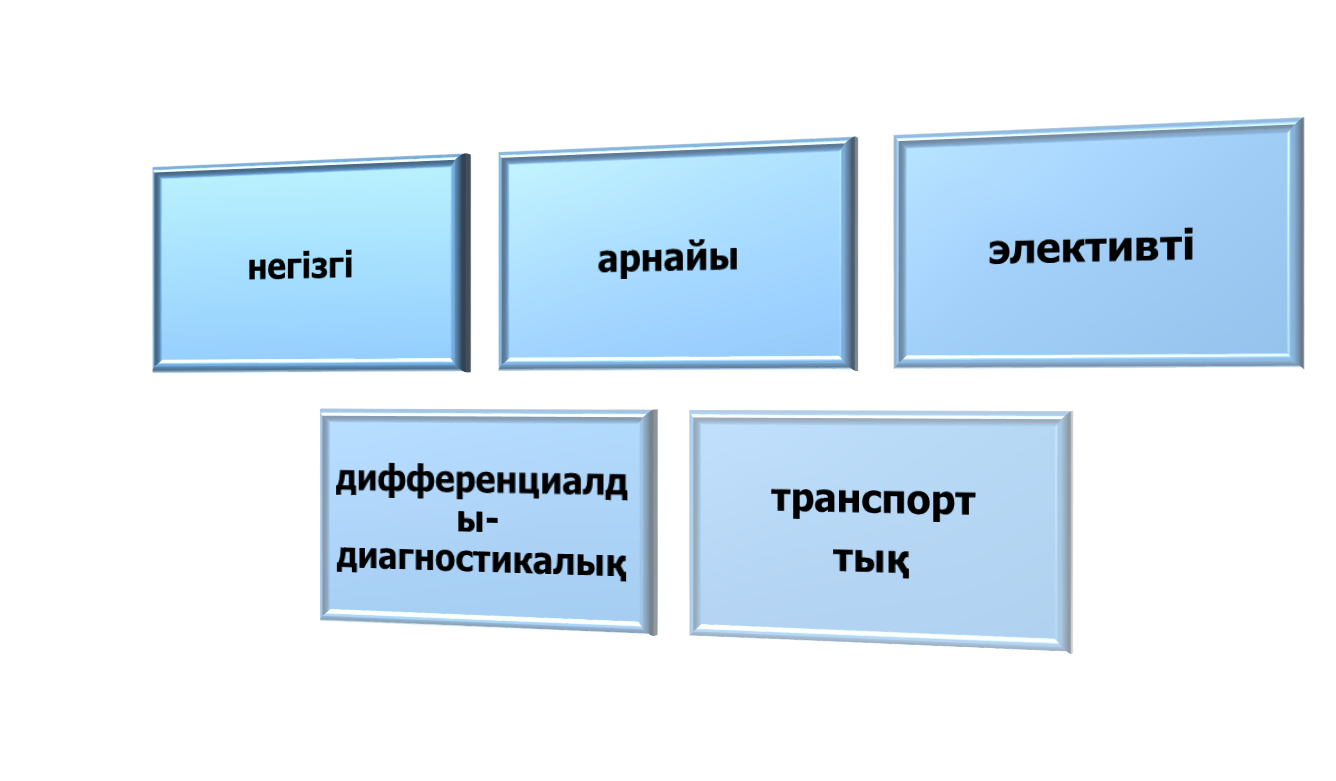 негізгі
арнайы
элективті
дифференциалд
ы-
диагностикалық
транспорт
тық